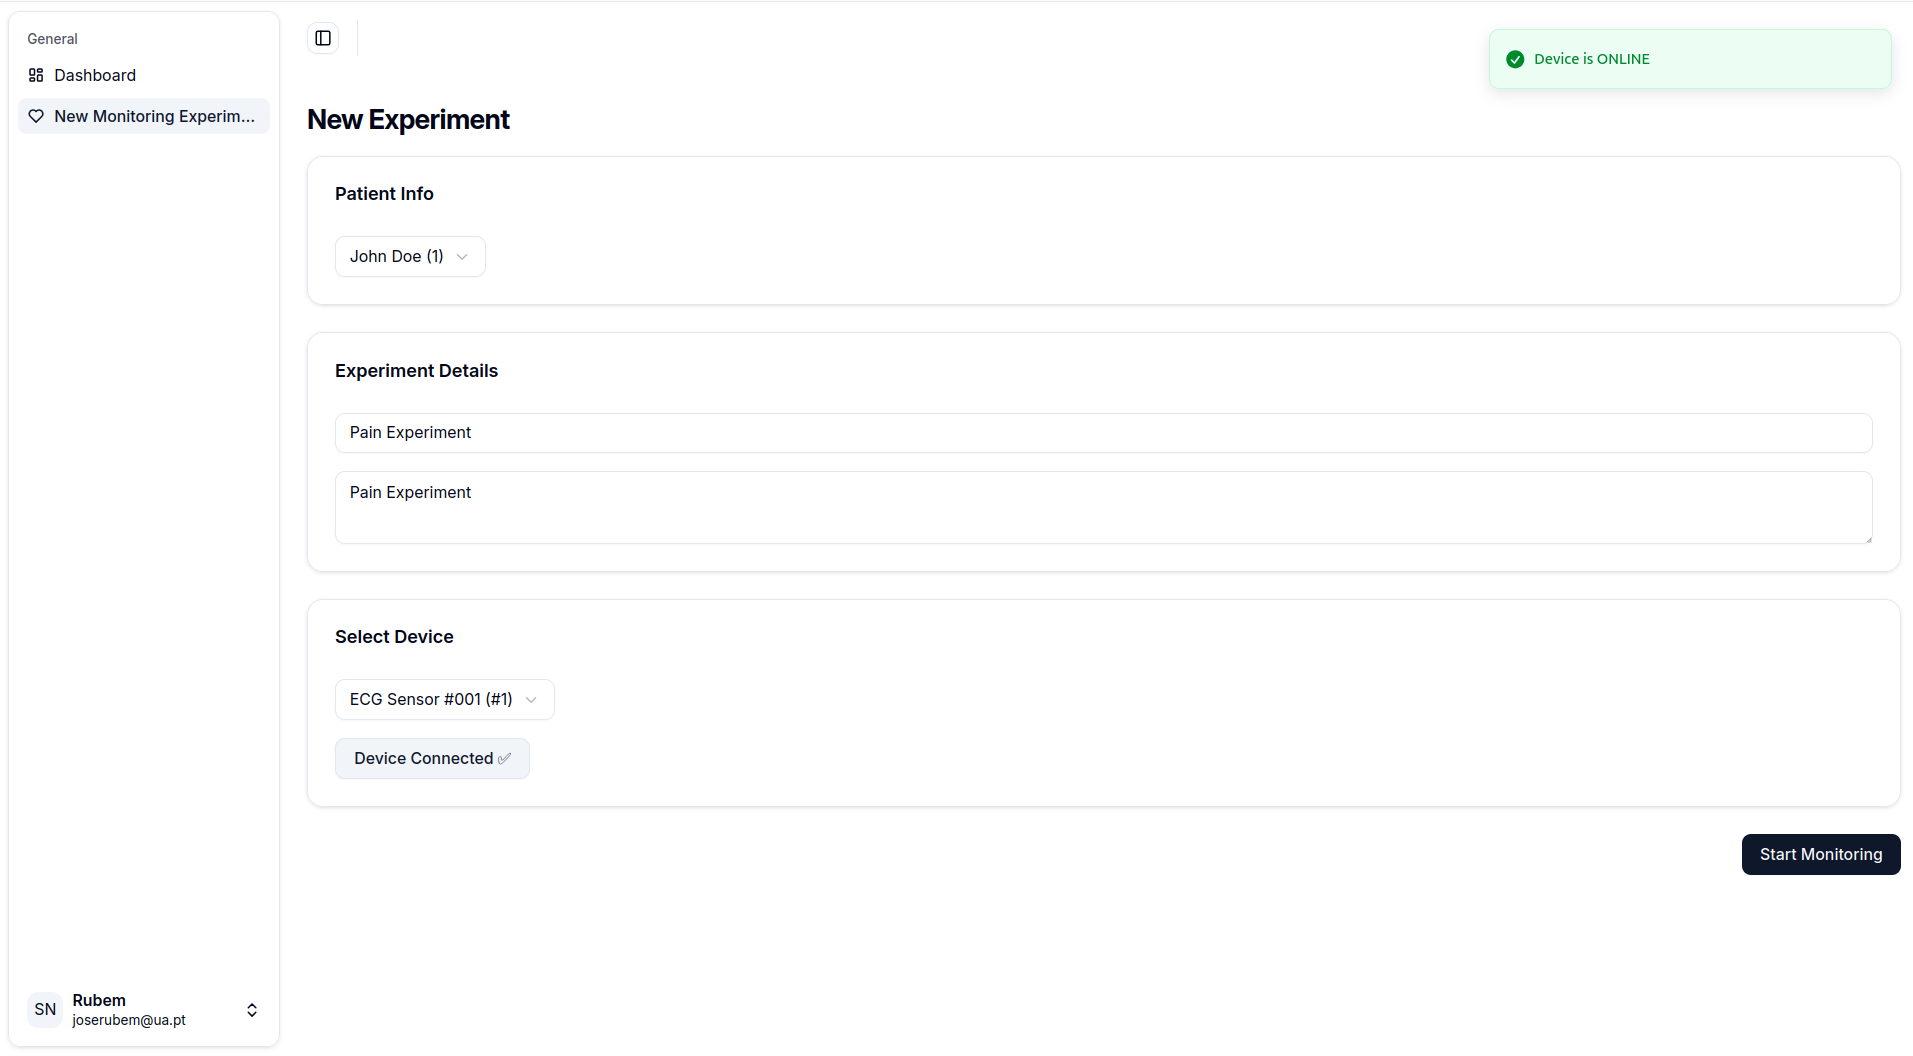 General
Dashboard
New Monitoring Experim...
Device is ONLINE
New Experiment
Patient Info
John Doe (1)
Experiment Details
Pain Experiment
Pain Experiment
Select Device
ECG Sensor #001 (#1)
Device Connected ✅
Start Monitoring
SN
Rubem
joserubem@ua.pt